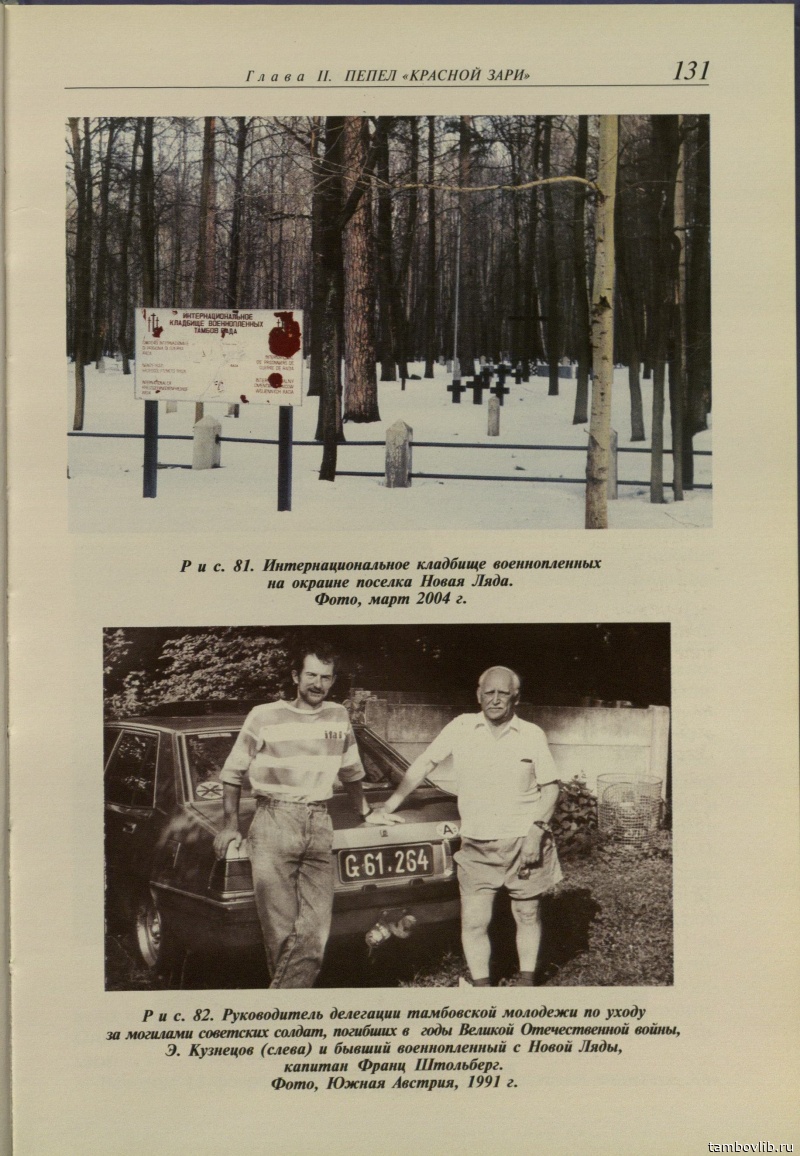 Глава II. ПЕПЕЛ «КРАСНОЙ ЗАРИ»
131
ИНТЕРНАЦИОНАЛЬНОЕ
КЛАДБИЩЕ ВОЕННОПЛЕННЫХ
ТАМБОВ РАДА
Рис. 81. Интернациональное кладбище военнопленных
на окраине поселка Новая Ляда.
Фото, март 2004 г.
A
G 61.264
Рис. 82. Руководитель делегации тамбовской молодежи по уходу
за могилами советских солдат, погибших в годы Великой Отечественной войны,
Э. Кузнецов (слева) и бывший военнопленный с Новой Ляды,
капитан Франц Штольберг.
Фото, Южная Австрия, 1991 г.
tambovlib.ru